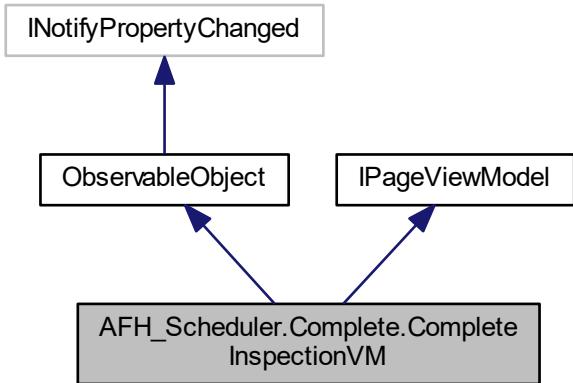 INotifyPropertyChanged
ObservableObject
IPageViewModel
AFH_Scheduler.Complete.Complete
InspectionVM